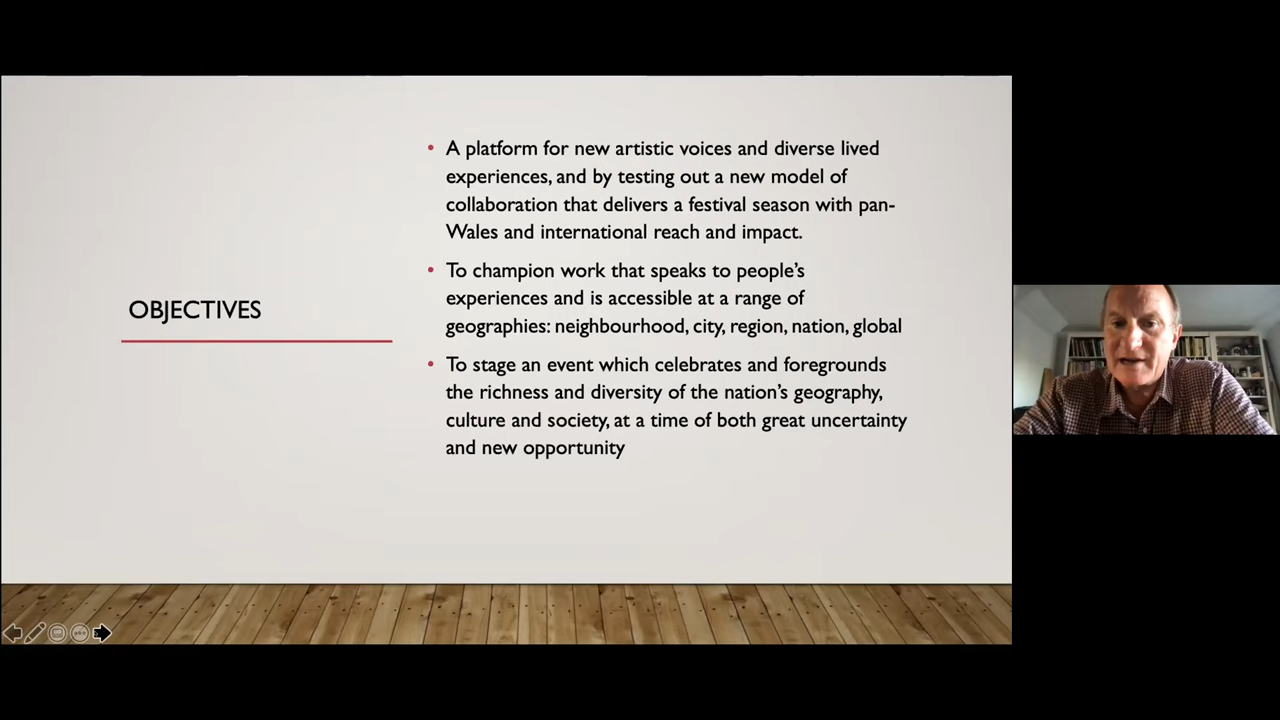 OBJECTIVES
• A platform for new artistic voices and diverse lived
experiences, and by testing out a new model of
collaboration that delivers a festival season with pan-
Wales and international reach and impact.
• To champion work that speaks to people’s
experiences and is accessible at a range of
geographies: neighbourhood, city, region, nation, global
• To stage an event which celebrates and foregrounds
the richness and diversity of the nation’s geography,
culture and society, at a time of both great uncertainty
and new opportunity